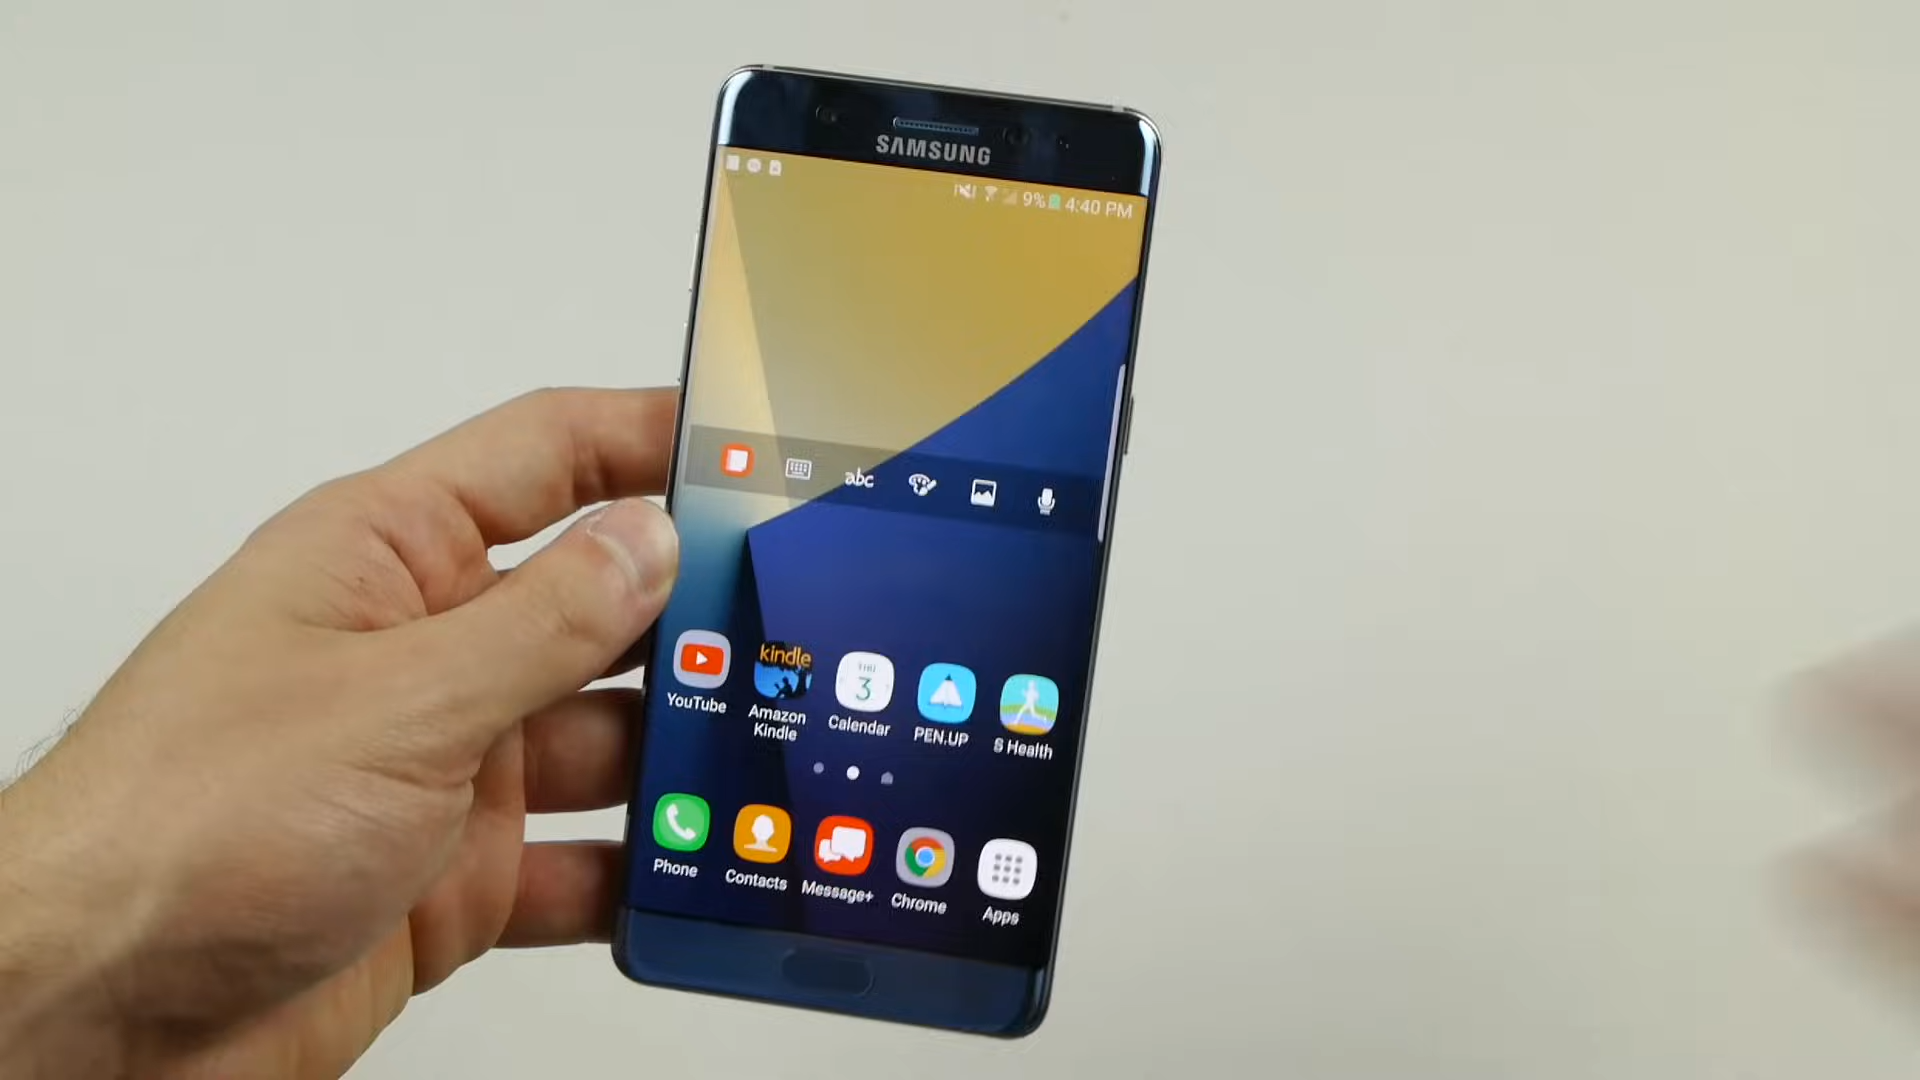 SAMSUNG
9% 4:40 PM
abc
kindle
THU
3
YouTube
Amazon
Kindle
Calendar
PEN.UP
S Health
Phone
Contacts
Message+
Chrome
Apps